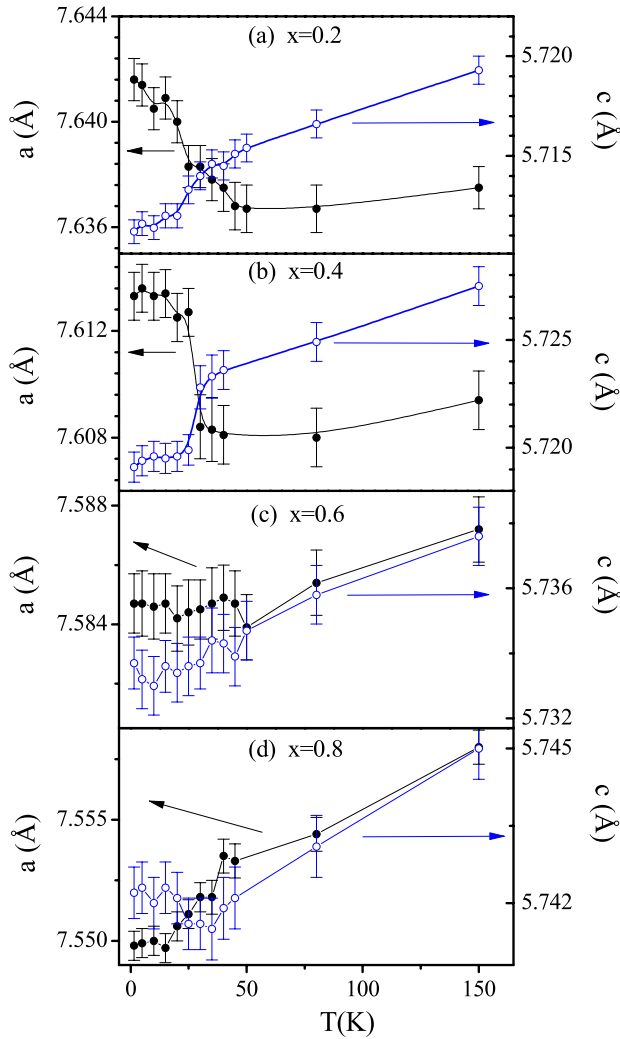 (a) x=0.2
a (Å)
7.644
7.640
7.636
5.720
5.715
c (Å)
(b) x=0.4
a (Å)
7.612
7.608
5.725
5.720
c (Å)
(c) x=0.6
a (Å)
7.588
7.584
5.736
5.732
c (Å)
(d) x=0.8
a (Å)
7.555
7.550
5.745
5.742
c (Å)
0 50 100 150
T(K)